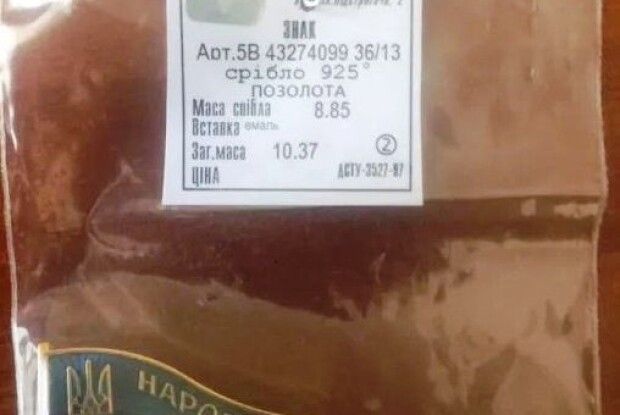 ЗНАК
Арт.5В 43274099 36/13
срібло 925°
ПОЗОЛОТА
Маса срібла 8.85
Вставка емаль
Заг.маса 10.37 2
ЦІНА ДСТУ-3527-97
НАРО